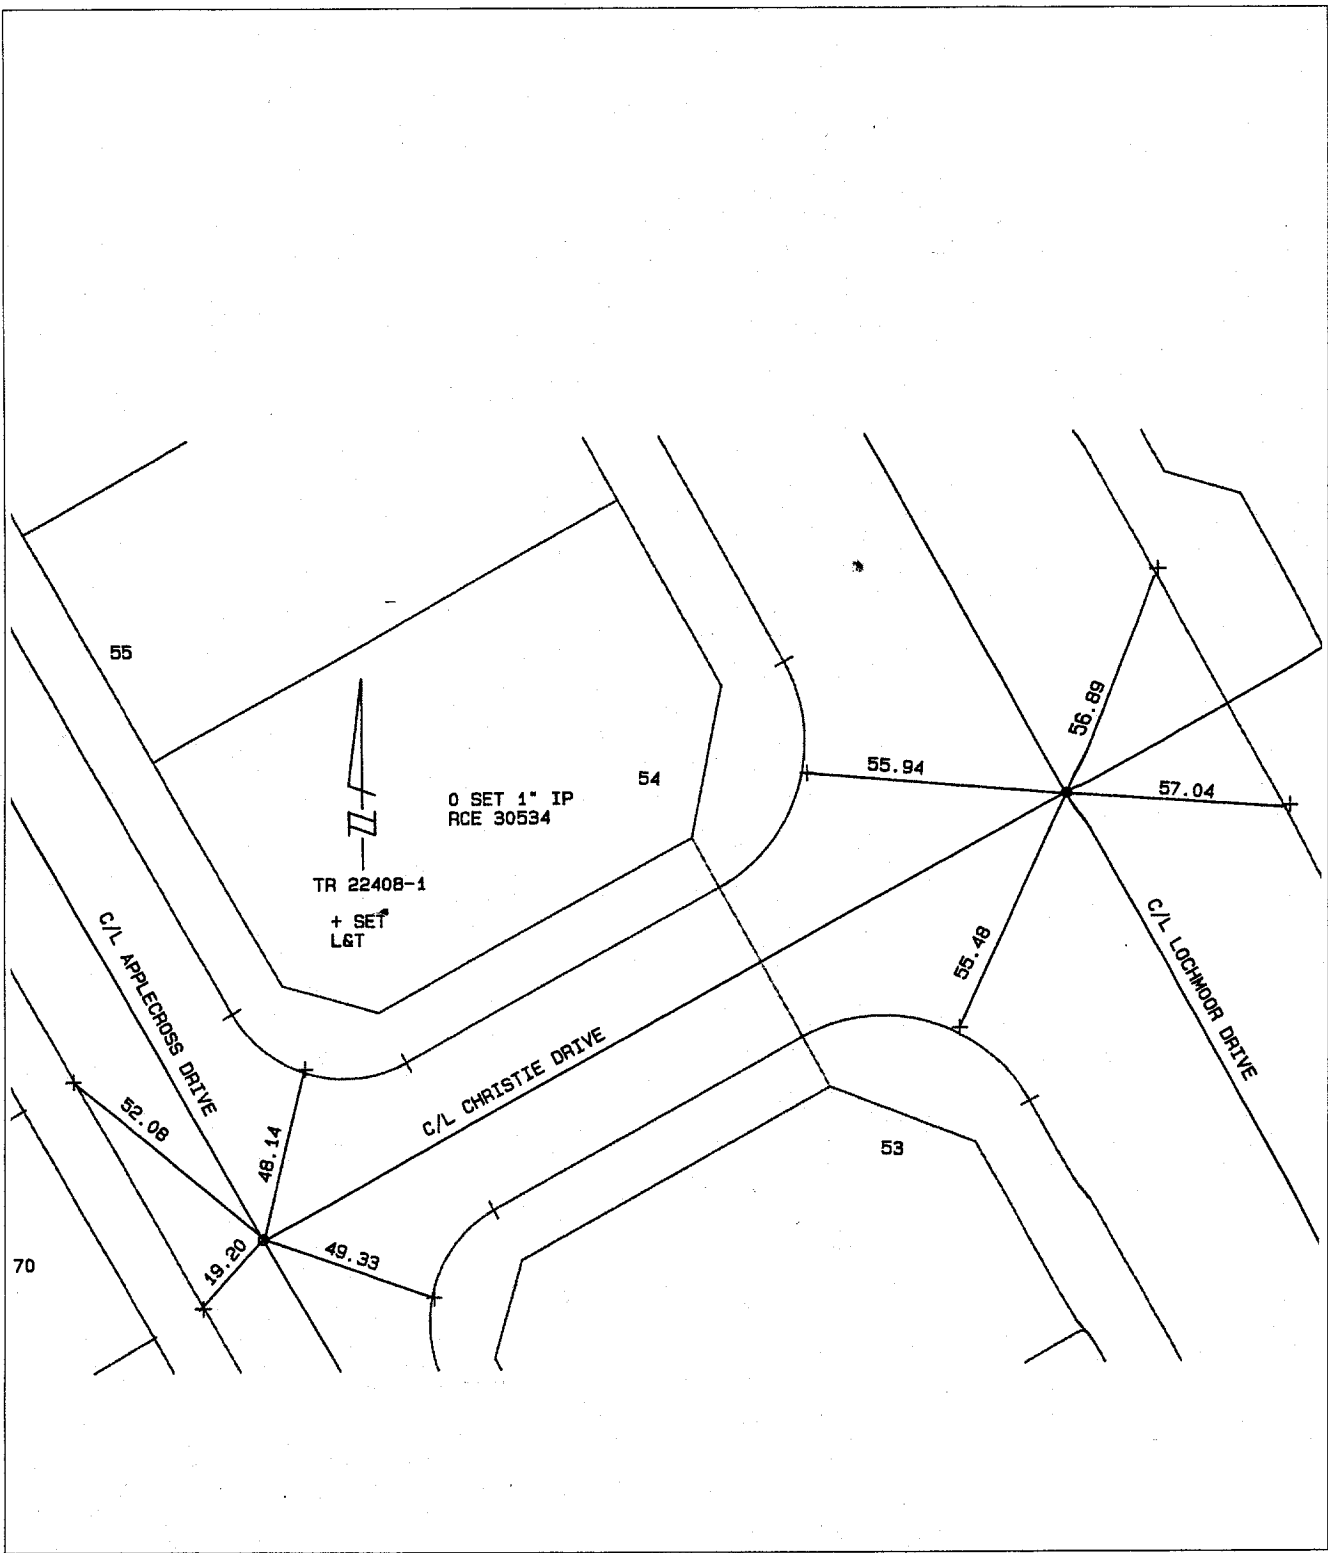 55
56.89
55.94
57.04
54
O SET 1" IP
RCE 30534
N
TR 22408-1
+ SET
L&T
C/L APPLECROSS DRIVE
C/L LOCHMOOR DRIVE
55.48
C/L CHRISTIE DRIVE
52.08
48.14
53
49.33
19.20
70